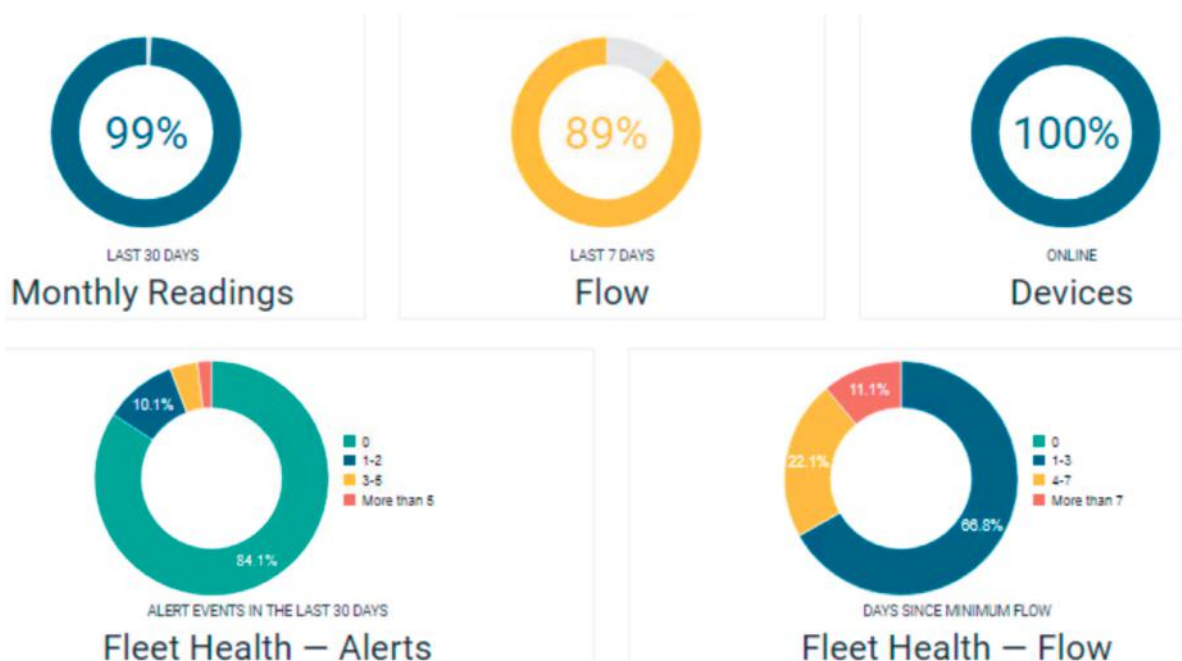 99%
LAST 30 DAYS
Monthly Readings
89%
LAST 7 DAYS
Flow
100%
ONLINE
Devices
10.1%
84.1%
0
1-2
3-5
More than 5
ALERT EVENTS IN THE LAST 30 DAYS
Fleet Health — Alerts
11.1%
22.1%
66.8%
0
1-3
4-7
More than 7
DAYS SINCE MINIMUM FLOW
Fleet Health — Flow